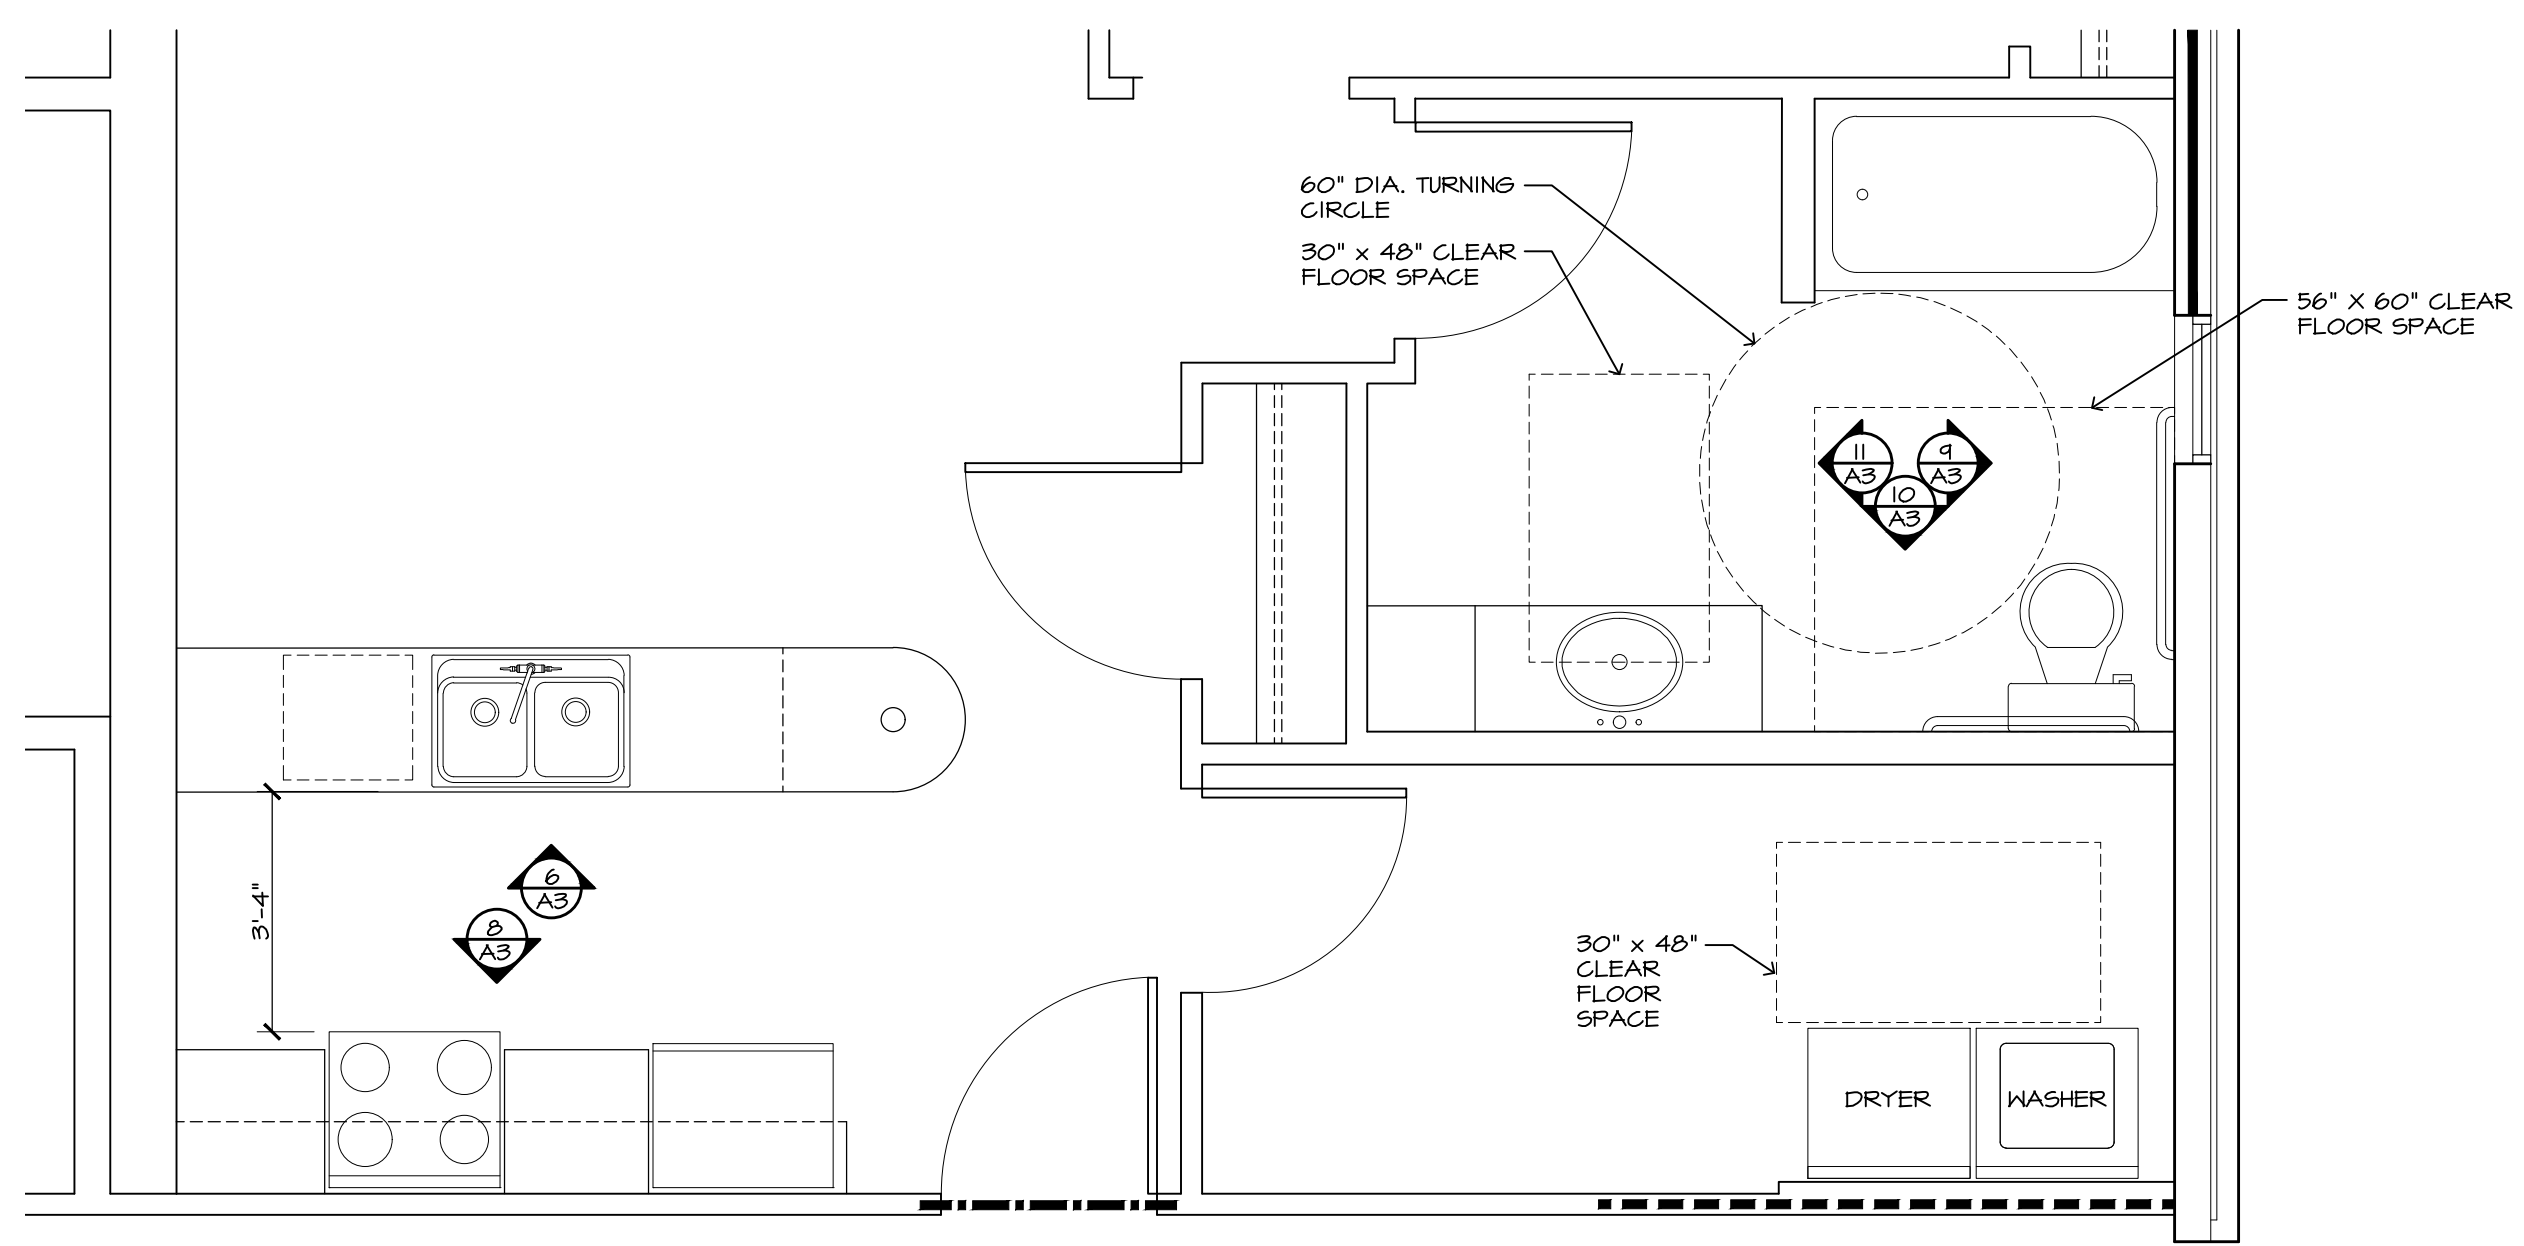 60" DIA. TURNING
CIRCLE
30" x 48" CLEAR
FLOOR SPACE
56" X 60" CLEAR
FLOOR SPACE
11
A3
9
A3
10
A3
3'-4"
6
A3
8
A3
30" x 48"
CLEAR
FLOOR
SPACE
DRYER
WASHER